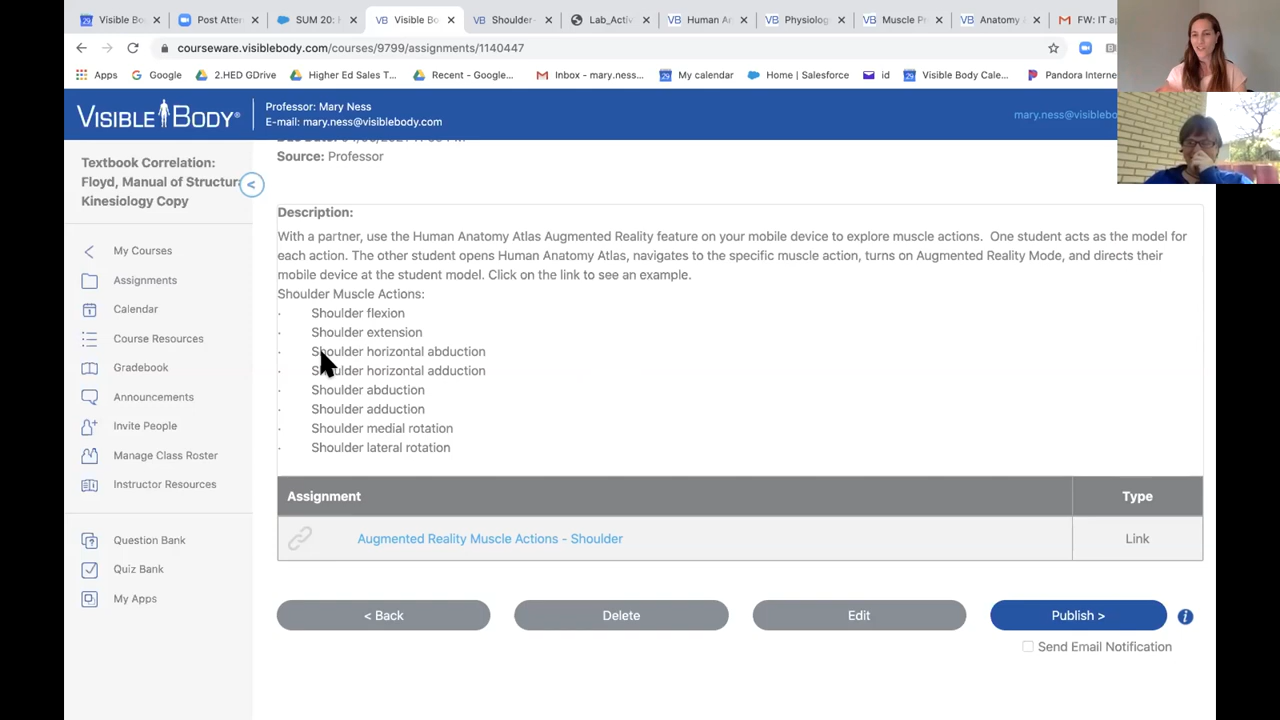 Visible Bo
Post Atter
SUM 20:
Visible Bo
Shoulder
Lab_Activ
Human Ar
Physiolog
Muscle Pr
Anatomy
FW: IT a
courseware.visiblebody.com/courses/9799/assignments/1140447
Apps
Google
2.HED GDrive
Higher Ed Sales T...
Recent - Google...
Inbox - mary.ness...
My calendar
Home | Salesforce
id
Visible Body Cale...
Pandora Interne
VISIBLE BODY®
Professor: Mary Ness
E-mail: mary.ness@visiblebody.com
mary.ness@visiblebo
Textbook Correlation:
Floyd, Manual of Structura
Kinesiology Copy
<
My Courses
Assignments
Calendar
Course Resources
Gradebook
Announcements
Invite People
Manage Class Roster
Instructor Resources
Question Bank
Quiz Bank
My Apps
Source: Professor
Description:
With a partner, use the Human Anatomy Atlas Augmented Reality feature on your mobile device to explore muscle actions. One student acts as the model for
each action. The other student opens Human Anatomy Atlas, navigates to the specific muscle action, turns on Augmented Reality Mode, and directs their
mobile device at the student model. Click on the link to see an example.
Shoulder Muscle Actions:
· Shoulder flexion
· Shoulder extension
· Shoulder horizontal abduction
· Shoulder horizontal adduction
· Shoulder abduction
· Shoulder adduction
· Shoulder medial rotation
· Shoulder lateral rotation
Assignment Type
Augmented Reality Muscle Actions - Shoulder Link
< Back
Delete
Edit
Publish >
Send Email Notification